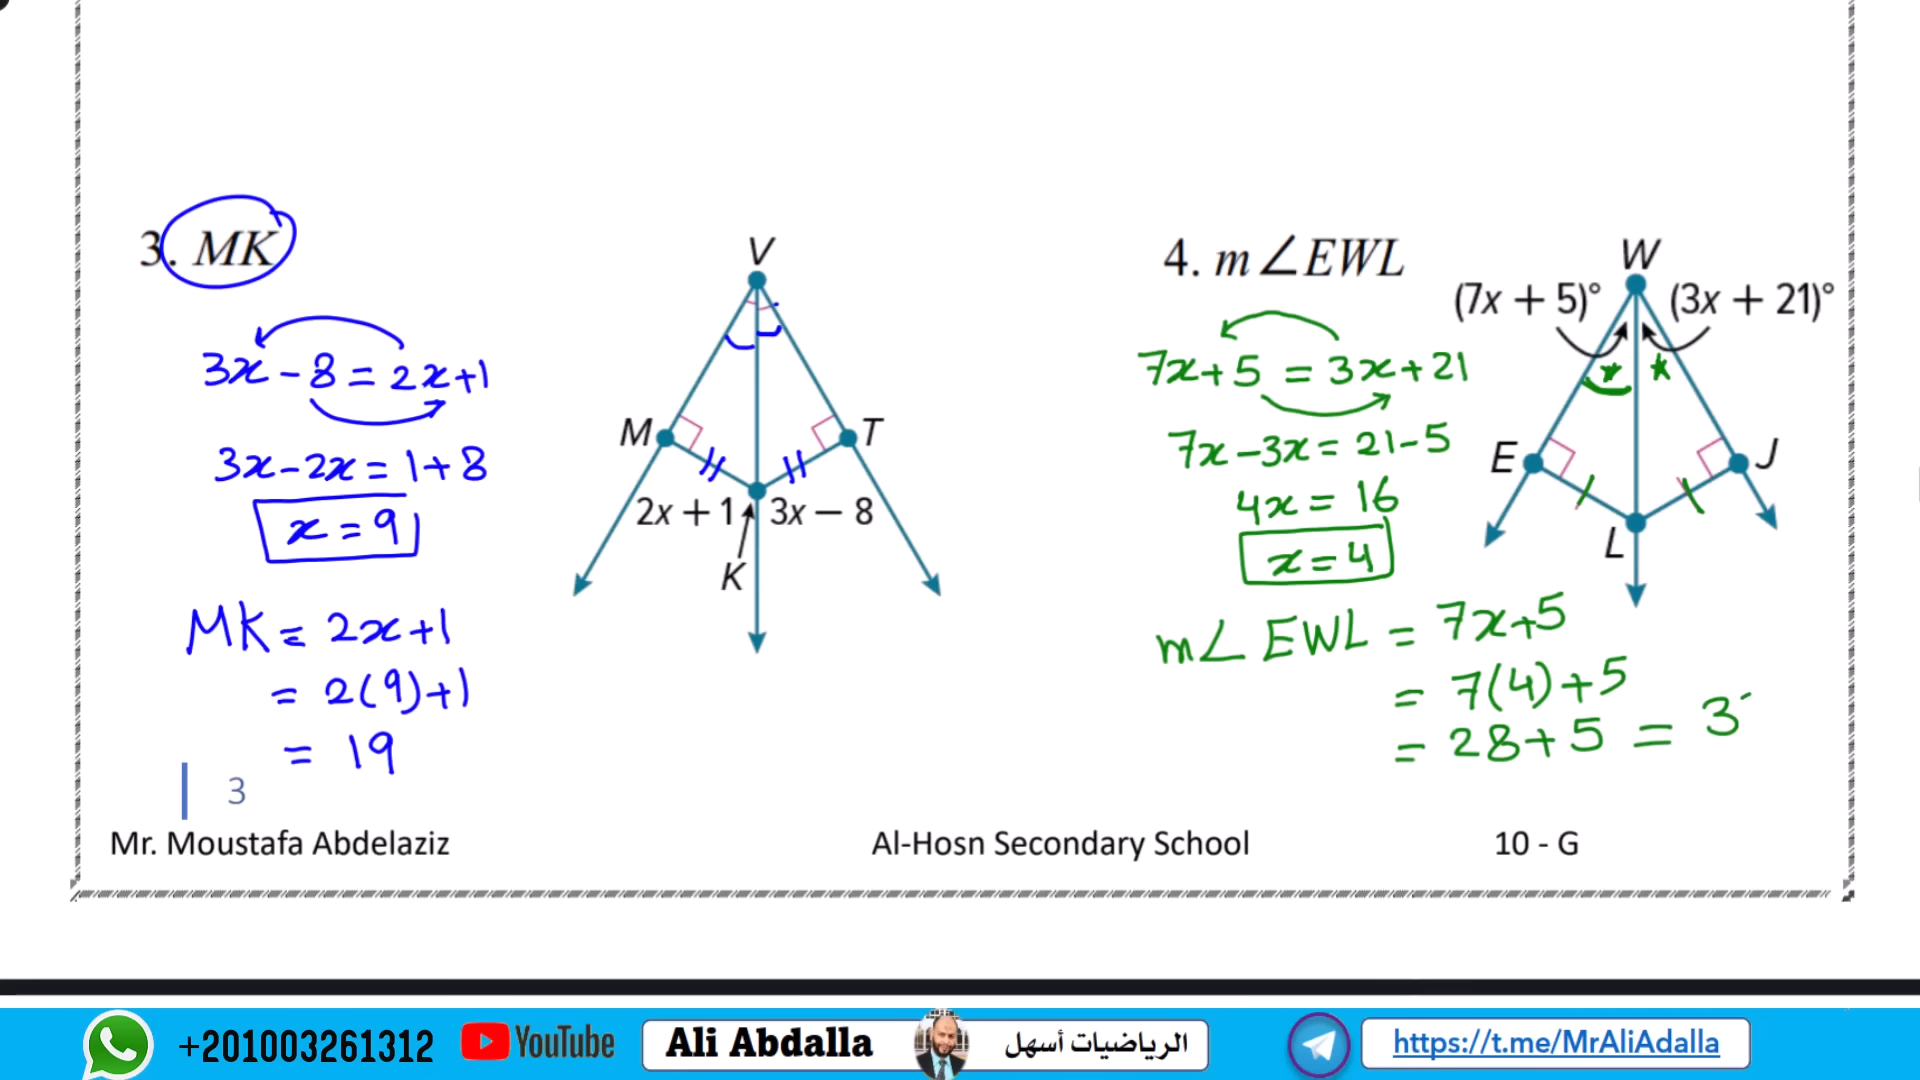 3. MK
3x - 8 = 2x + 1
3x - 2x = 1 + 8
x = 9
MK = 2x + 1
= 2(9) + 1
= 19
V
M
T
2x + 1
3x − 8
K
4. m∠EWL
7x + 5 = 3x + 21
7x - 3x = 21 - 5
4x = 16
x = 4
m∠EWL = 7x + 5
= 7(4) + 5
= 28 + 5 = 3
W
(7x + 5)°
(3x + 21)°
E
J
L
3
Mr. Moustafa Abdelaziz
Al-Hosn Secondary School
10 - G
+201003261312
YouTube
Ali Abdalla
الرياضيات أسهل
https://t.me/MrAliAdalla